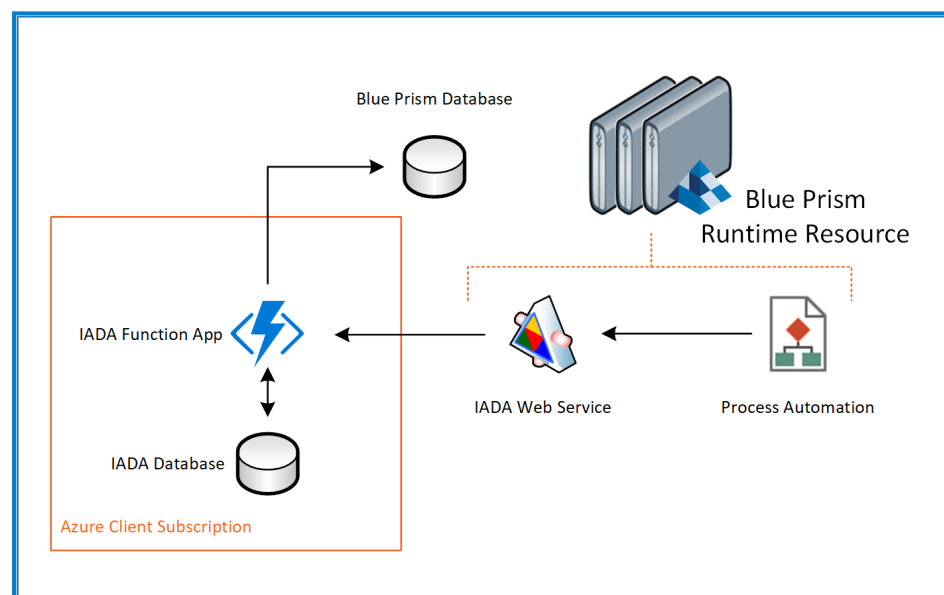 Blue Prism Database
Blue Prism
Runtime Resource
IADA Function App
IADA Web Service
Process Automation
IADA Database
Azure Client Subscription